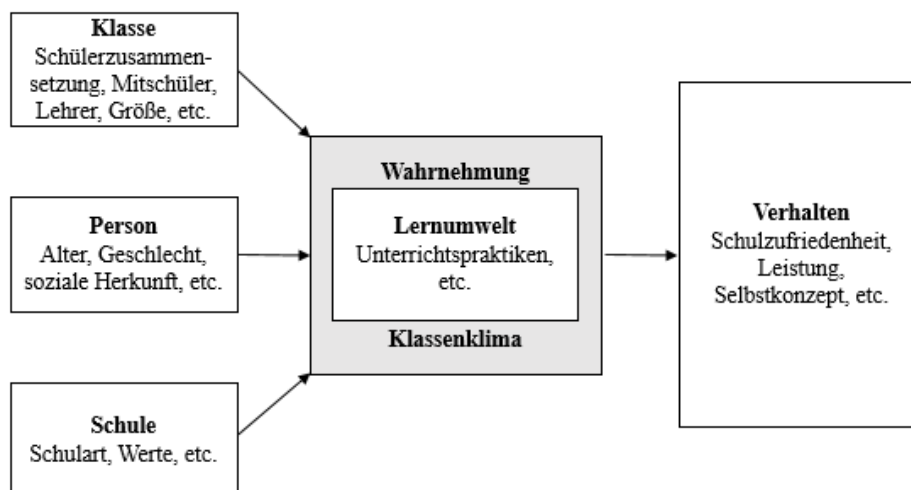 Klasse
Schülerzusammen-
setzung, Mitschüler,
Lehrer, Größe, etc.
Person
Alter, Geschlecht,
soziale Herkunft, etc.
Schule
Schulart, Werte, etc.
Wahrnehmung
Lernumwelt
Unterrichtspraktiken,
etc.
Klassenklima
Verhalten
Schulzufriedenheit,
Leistung,
Selbstkonzept, etc.